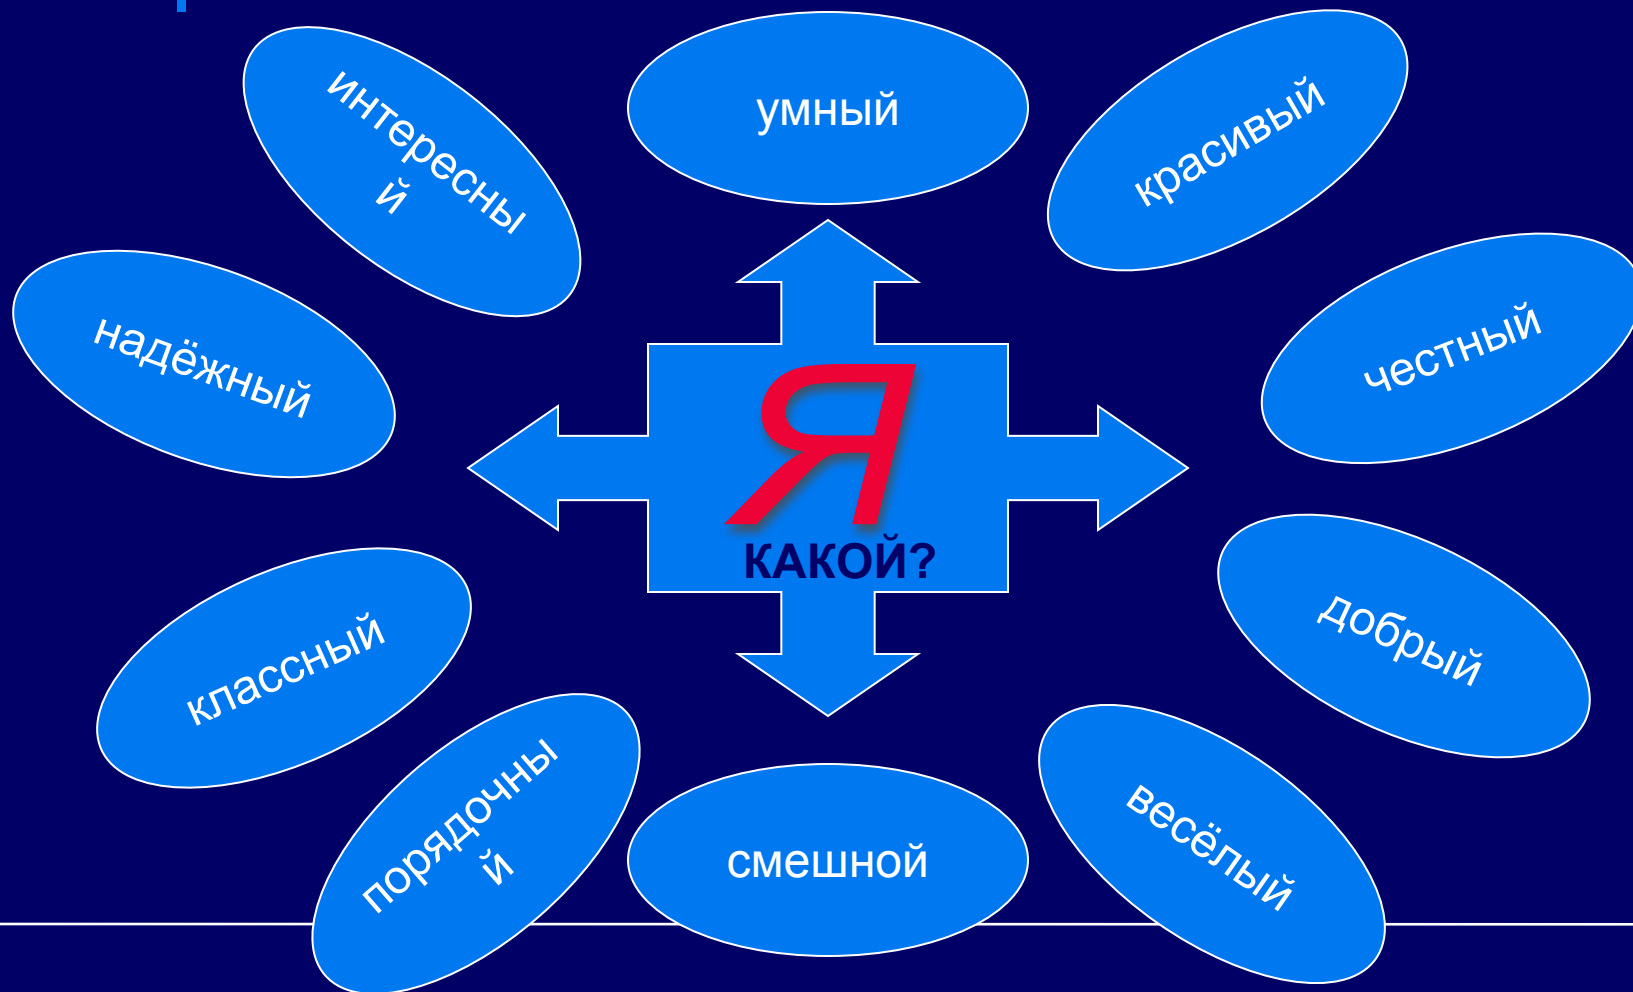 интересны
й
умный
красивый
надёжный
честный
Я
КАКОЙ?
классный
добрый
порядочны
й
смешной
весёлый